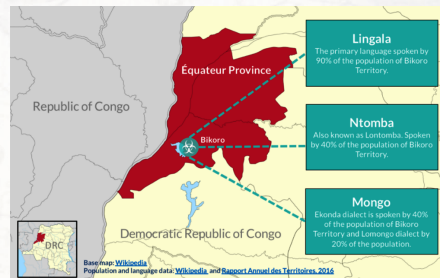 Lingala
The primary language spoken by
90% of the population of Bikoro
Territory.
Équateur Province
Republic of Congo
Bikoro
Ntomba
Also known as Lontomba. Spoken
by 40% of the population of Bikoro
Territory.
Mongo
Ekonda dialect is spoken by 40%
of the population of Bikoro
Territory and Lomongo dialect by
20% of the population.
Democratic Republic of Congo
DRC
Base map: Wikipedia
Population and language data: Wikipedia and Rapport Annuel des Territoires, 2016